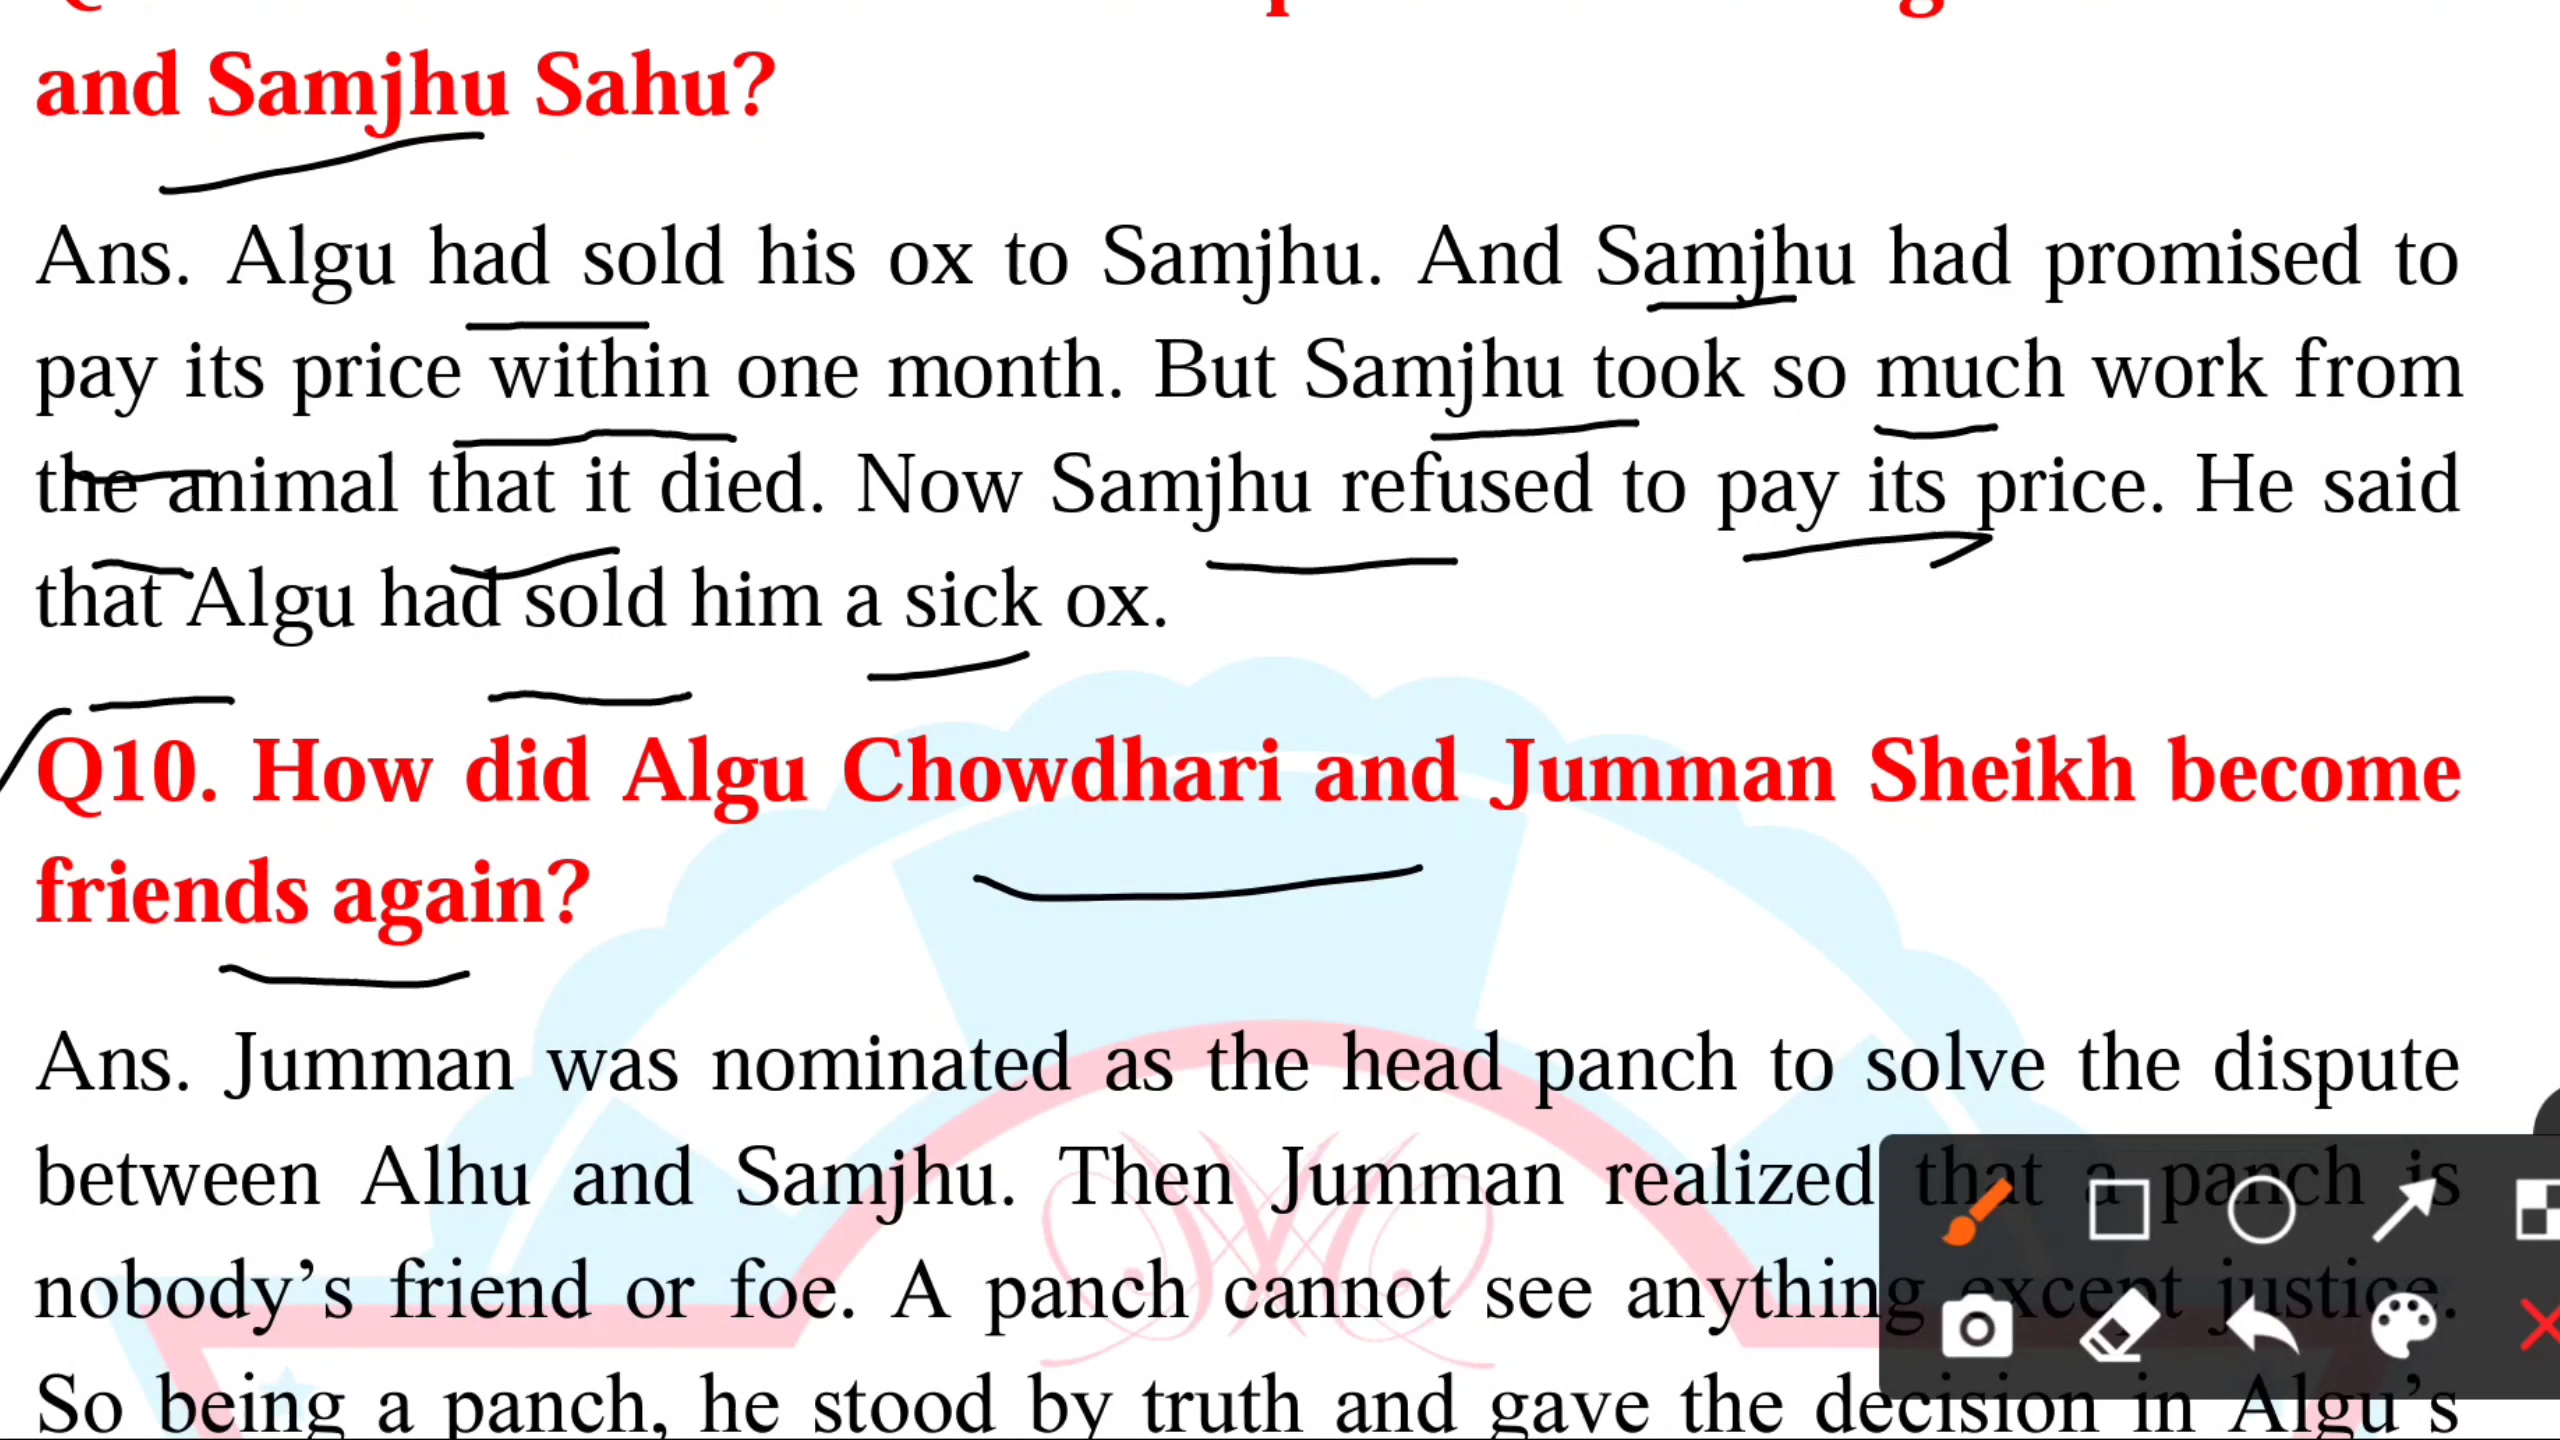 and Samjhu Sahu?
Ans. Algu had sold his ox to Samjhu. And Samjhu had promised to
pay its price within one month. But Samjhu took so much work from
the animal that it died. Now Samjhu refused to pay its price. He said
that Algu had sold him a sick ox.
Q10. How did Algu Chowdhari and Jumman Sheikh become
friends again?
Ans. Jumman was nominated as the head panch to solve the dispute
between Alhu and Samjhu. Then Jumman realized that a panch is
nobody’s friend or foe. A panch cannot see anything except justice.
So being a panch, he stood by truth and gave the decision in Algu’s